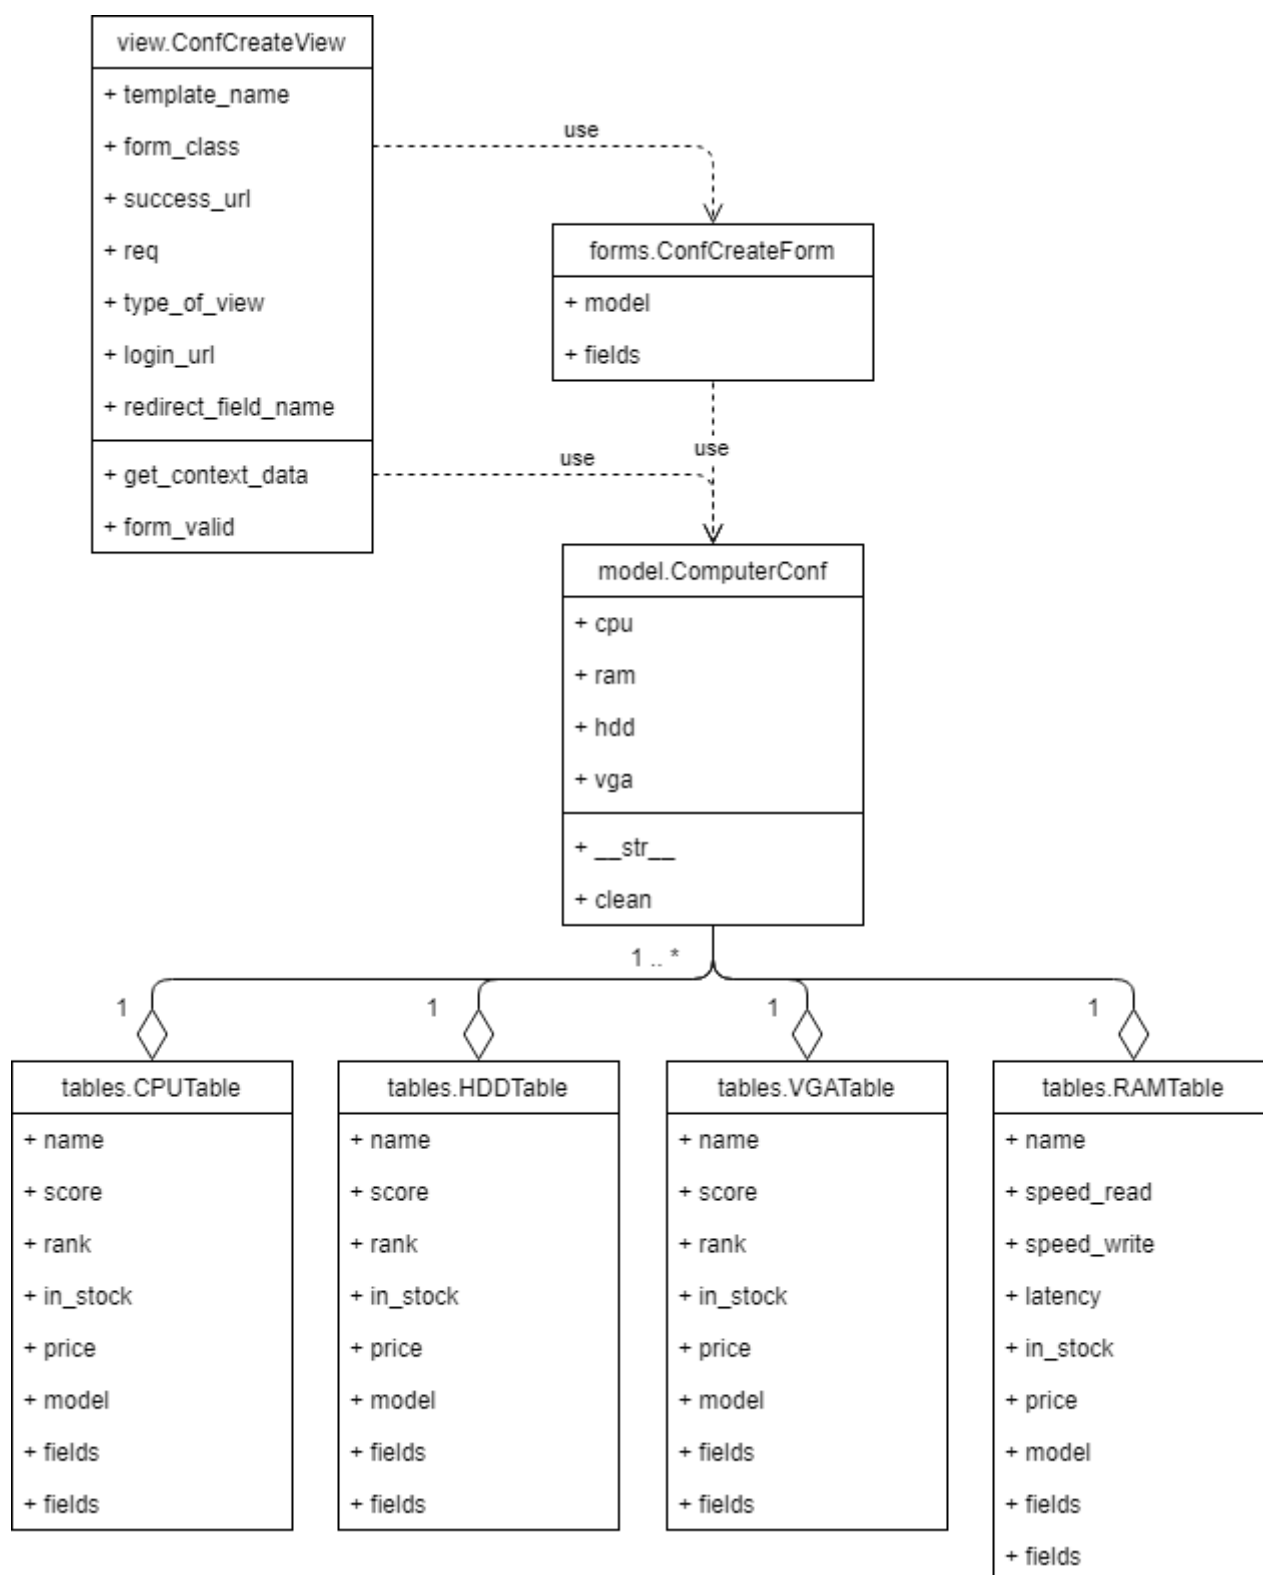 view.ConfCreateView
+ template_name
+ form_class
+ success_url
+ req
+ type_of_view
+ login_url
+ redirect_field_name
+ get_context_data
+ form_valid
use
forms.ConfCreateForm
+ model
+ fields
use
use
model.ComputerConf
+ cpu
+ ram
+ hdd
+ vga
+ __str__
+ clean
1 .. *
1
1
1
1
tables.CPUTable
+ name
+ score
+ rank
+ in_stock
+ price
+ model
+ fields
+ fields
tables.HDDTable
+ name
+ score
+ rank
+ in_stock
+ price
+ model
+ fields
+ fields
tables.VGATable
+ name
+ score
+ rank
+ in_stock
+ price
+ model
+ fields
+ fields
tables.RAMTable
+ name
+ speed_read
+ speed_write
+ latency
+ in_stock
+ price
+ model
+ fields
+ fields